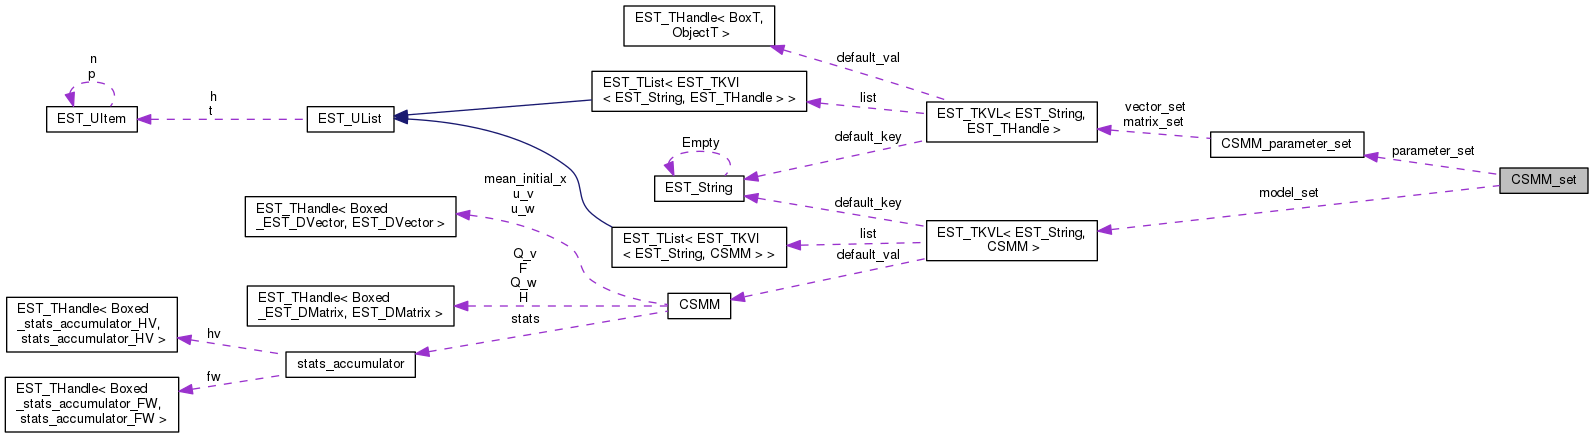 EST_THandle< BoxT,
ObjectT >
n
p
h
t
EST_UItem
EST_UList
EST_TList< EST_TKVI
< EST_String, EST_THandle > >
default_val
list
default_key
EST_TKVL< EST_String,
EST_THandle >
vector_set
matrix_set
CSMM_parameter_set
parameter_set
CSMM_set
Empty
EST_String
model_set
mean_initial_x
u_v
u_w
EST_THandle< Boxed
_EST_DVector, EST_DVector >
default_key
list
default_val
EST_TKVL< EST_String,
CSMM >
EST_TList< EST_TKVI
< EST_String, CSMM > >
Q_v
F
Q_w
H
EST_THandle< Boxed
_EST_DMatrix, EST_DMatrix >
CSMM
stats
EST_THandle< Boxed
_stats_accumulator_HV,
stats_accumulator_HV >
hv
stats_accumulator
fw
EST_THandle< Boxed
_stats_accumulator_FW,
stats_accumulator_FW >